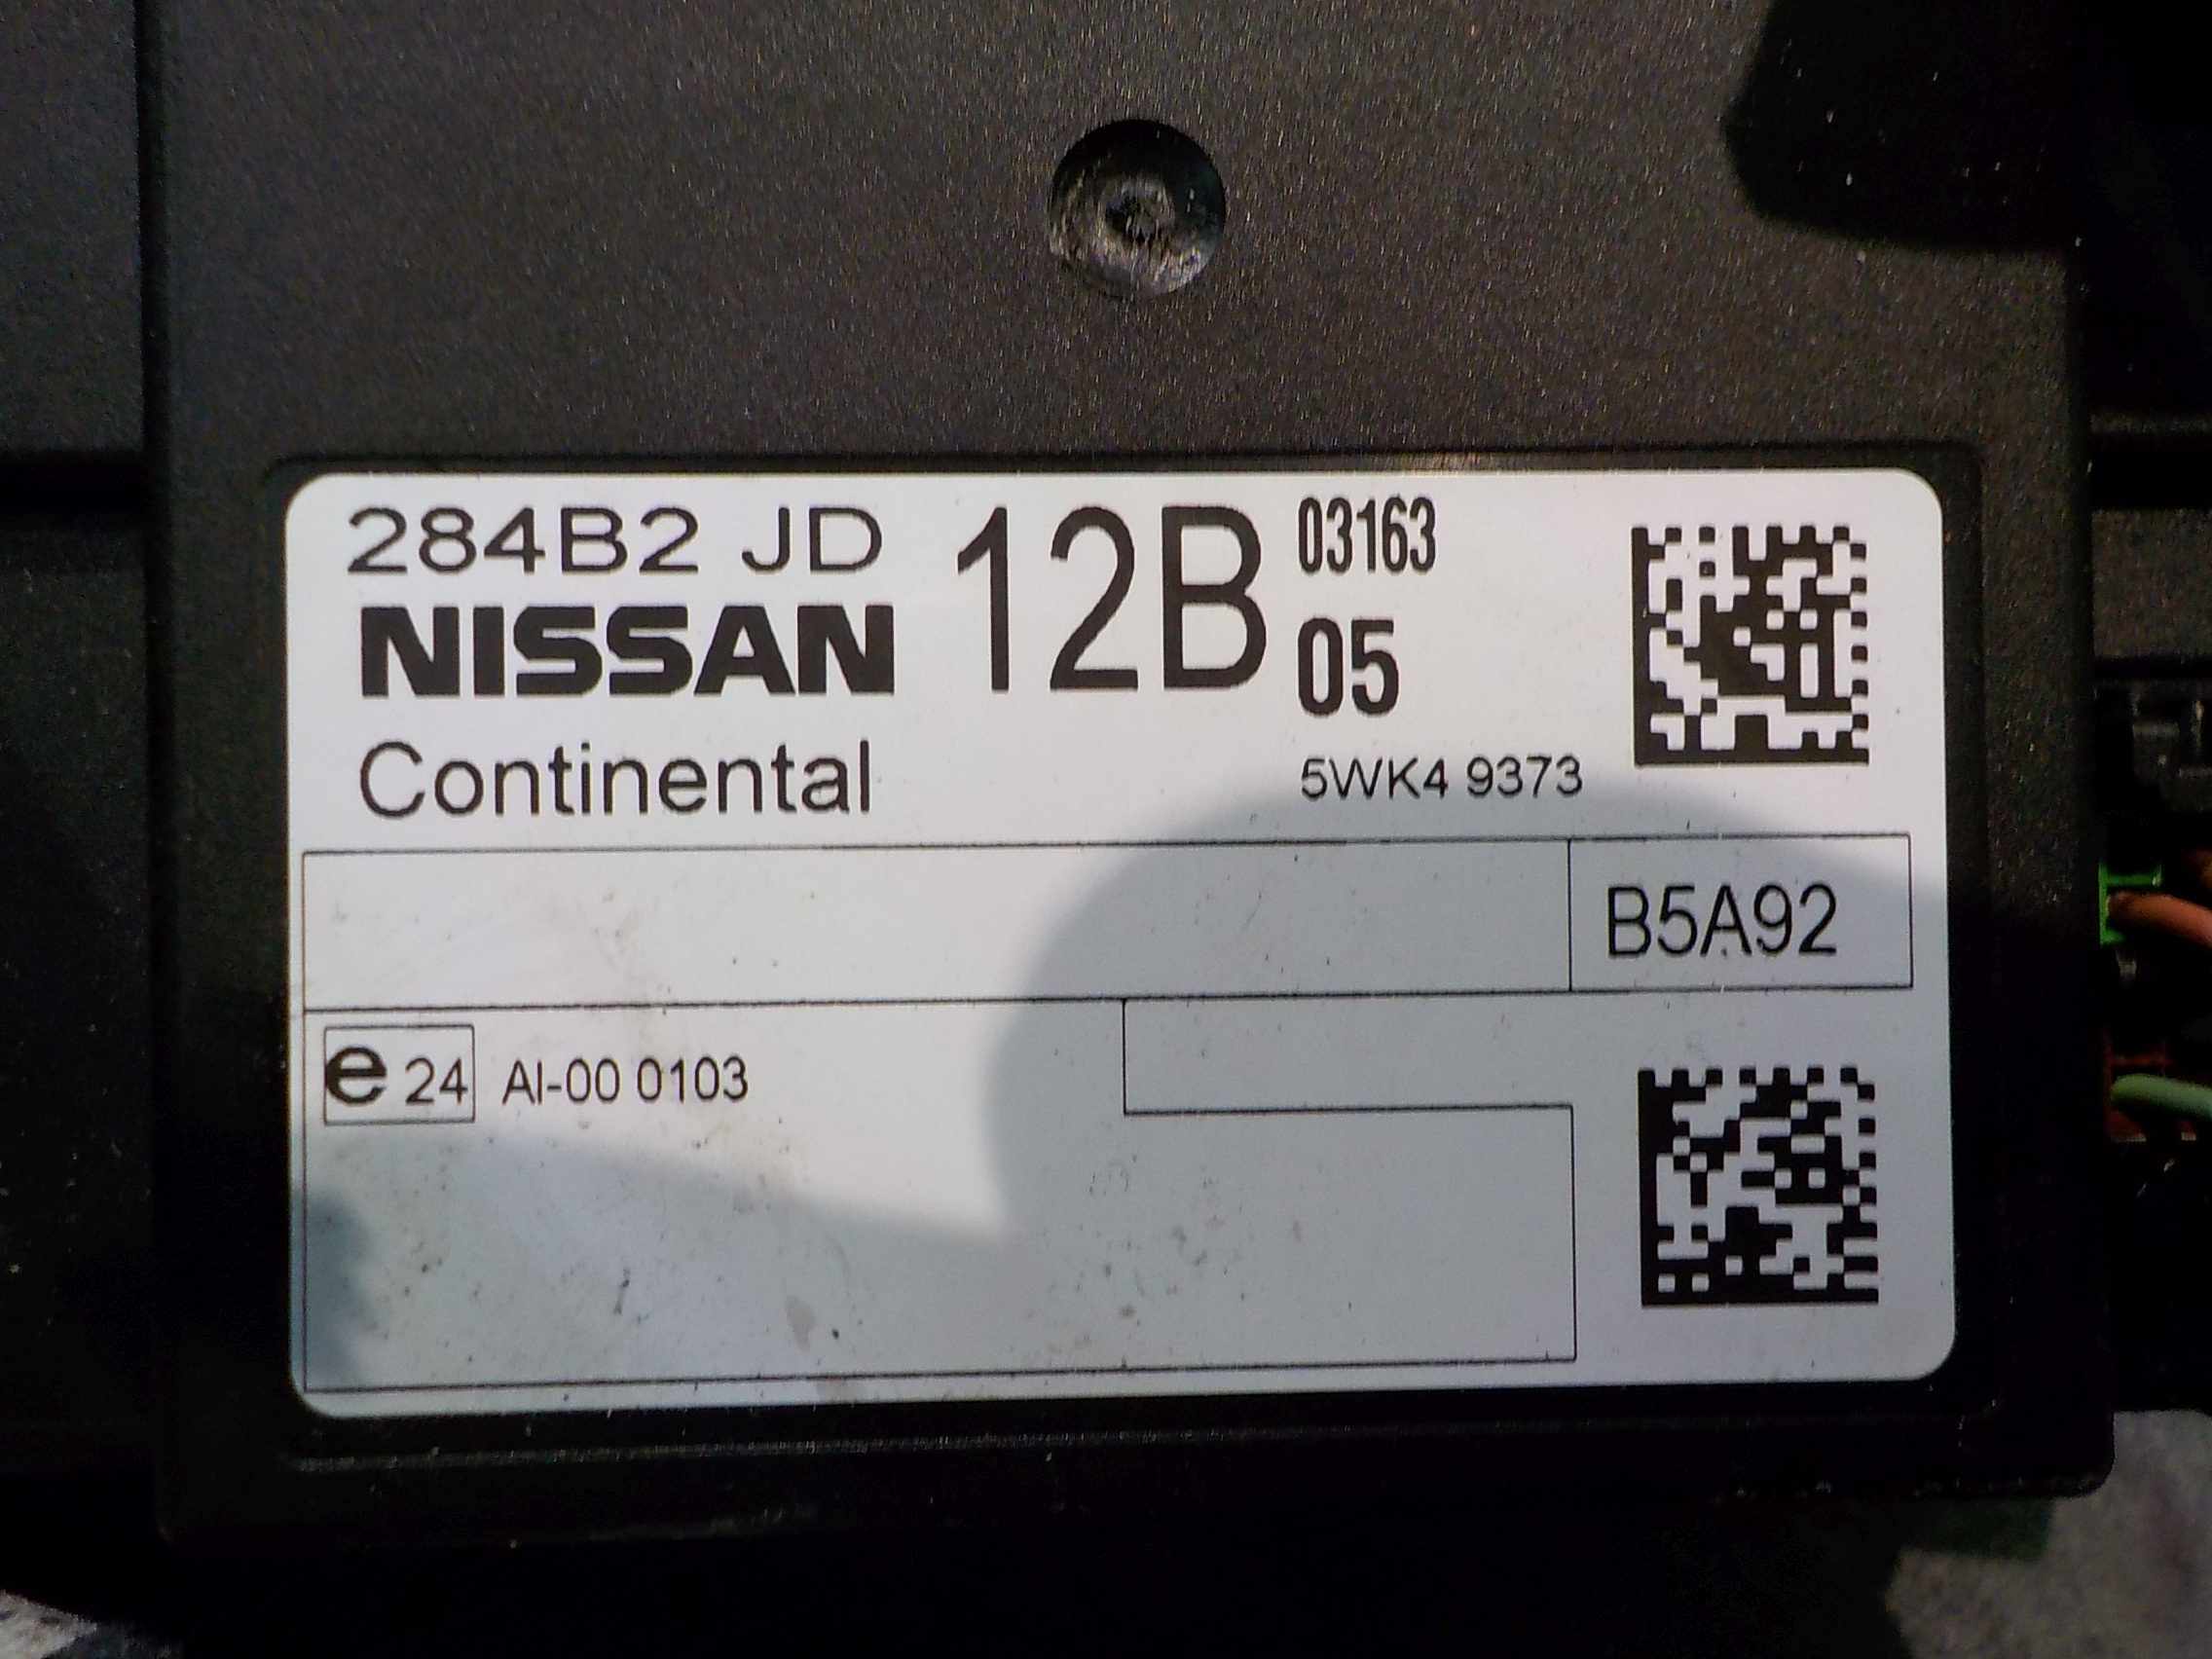 284B2 JD 12B 03163
NISSAN 05
Continental 5WK4 9373
B5A92
e 24 AI-00 0103